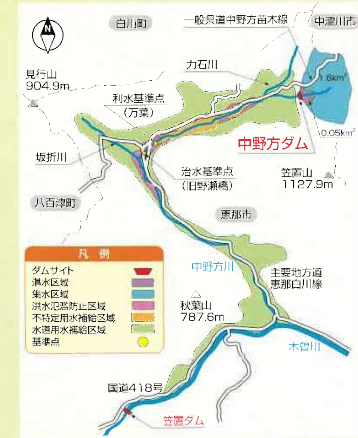 白川町
一般県道中野方苗木線
中津川市
見行山
904.9m
力石川
1.6km²
利水基準点
(万葉)
0.05km²
中野方ダム
坂折川
治水基準点
(旧野瀬橋)
笠置山
1127.9m
八百津町
恵那市
凡例
ダムサイト
湛水区域
集水区域
洪水氾濫防止区域
不特定用水補給区域
水道用水補給区域
基準点
中野方川
主要地方道
恵那白川線
秋葉山
787.6m
木曽川
国道418号
笠置ダム